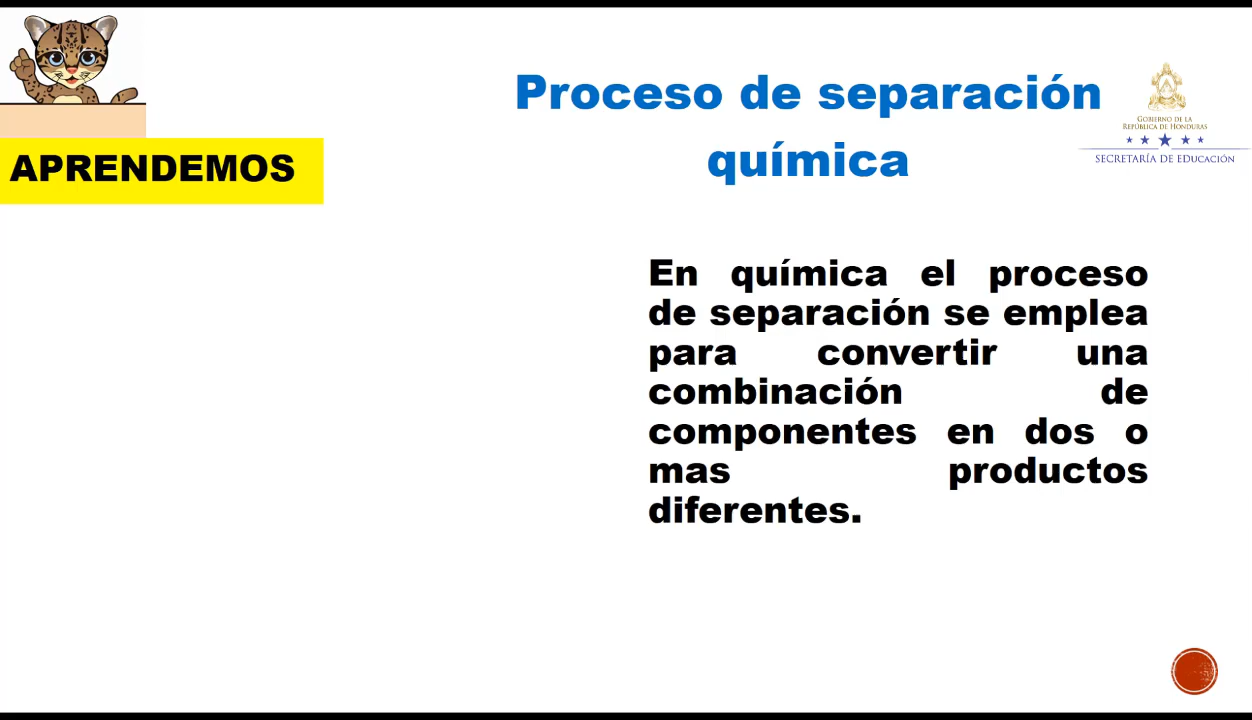 Proceso de separación
química
GOBIERNO DE LA
REPÚBLICA DE HONDURAS
SECRETARÍA DE EDUCACIÓN
APRENDEMOS
En química el proceso
de separación se emplea
para convertir una
combinación de
componentes en dos o
mas productos
diferentes.